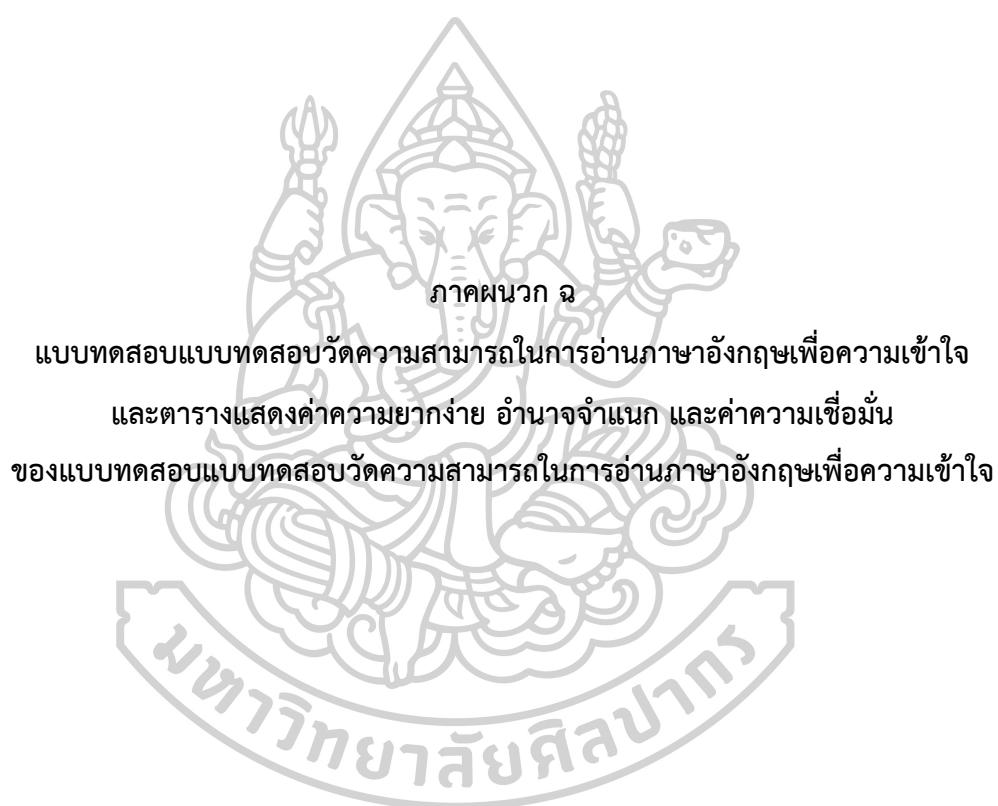 ภาคผนวก ฉ
แบบทดสอบแบบทดสอบวัดความสามารถในการอ่านภาษาอังกฤษเพื่อความเข้าใจ
และตารางแสดงค่าความยากง่าย อำนาจจำแนก และค่าความเชื่อมั่น
ของแบบทดสอบแบบทดสอบวัดความสามารถในการอ่านภาษาอังกฤษเพื่อความเข้าใจ
มหาวิทยาลัยศิลปากร